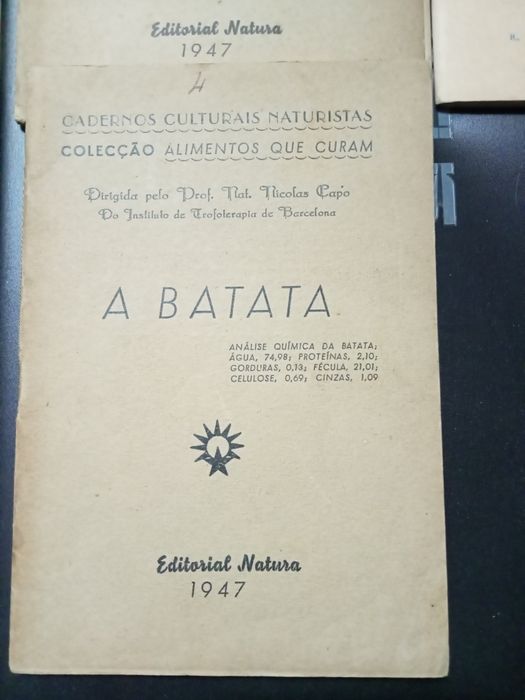 Editorial Natura
1947
4
CADERNOS CULTURAIS NATURISTAS
COLECÇÃO ALIMENTOS QUE CURAM
Dirigida pelo Prof. Nat. Nicolas Capo
Do Instituto de Trofoterapia de Barcelona
A BATATA
ANÁLISE QUÍMICA DA BATATA;
ÁGUA, 74,98; PROTEÍNAS, 2,10;
GORDURAS, 0,13; FÉCULA, 21,01;
CELULOSE, 0,69; CINZAS, 1,09
Editorial Natura
1947